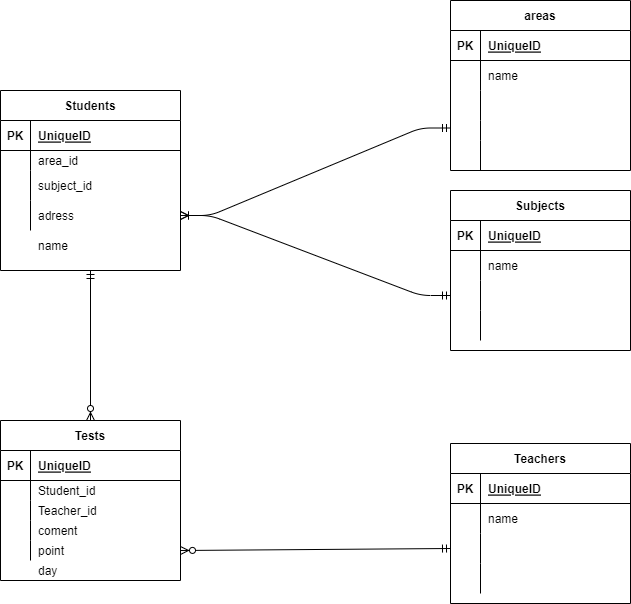 areas
PK UniqueID
name
Students
PK UniqueID
area_id
subject_id
adress
name
Subjects
PK UniqueID
name
Tests
PK UniqueID
Student_id
Teacher_id
coment
point
day
Teachers
PK UniqueID
name